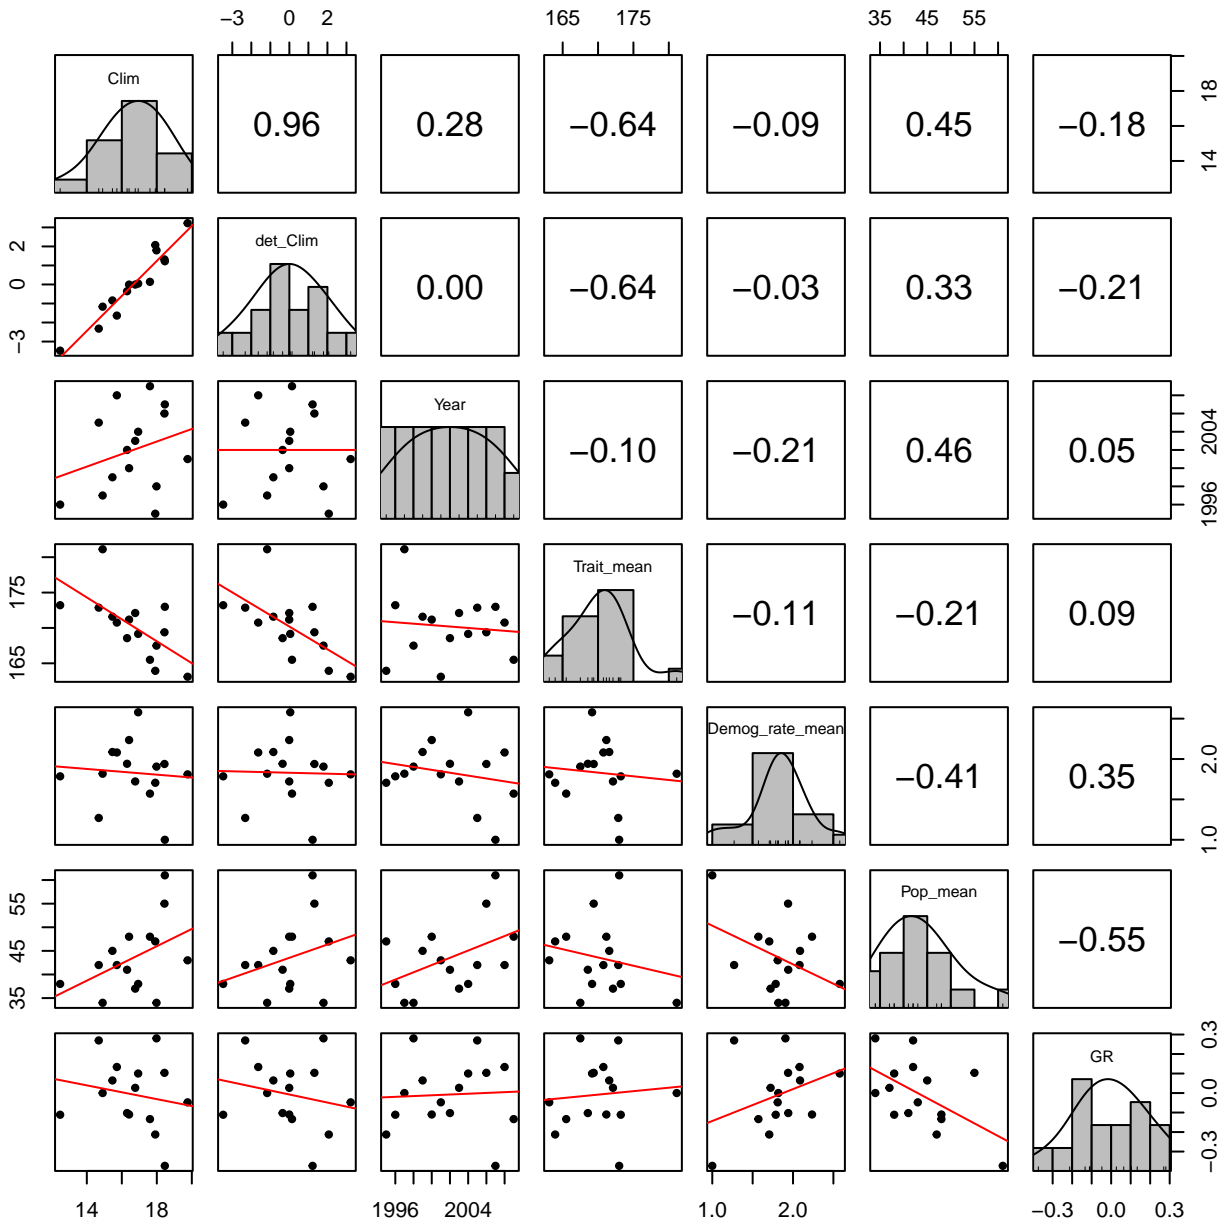 −3 0 2 165 175 35 45 55
Clim 0.96 0.28 −0.64 −0.09 0.45 −0.18 14 18
−3 0 2 det_Clim 0.00 −0.64 −0.03 0.33 −0.21
Year −0.10 −0.21 0.46 0.05 1996 2004
165 175 Trait_mean −0.11 −0.21 0.09
Demog_rate_mean −0.41 0.35 1.0 2.0
35 45 55 Pop_mean −0.55
GR −0.3 0.0 0.3
14 18 1996 2004 1.0 2.0 −0.3 0.0 0.3